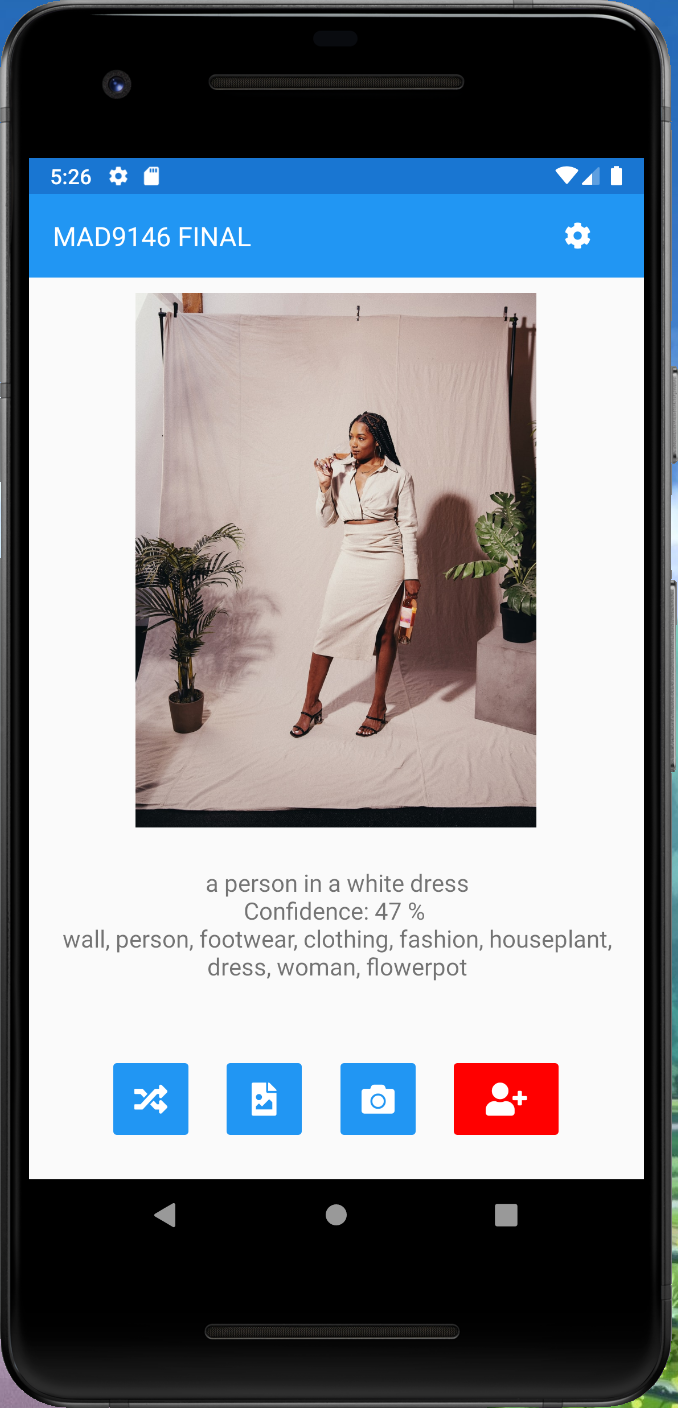 5:26
MAD9146 FINAL
a person in a white dress
Confidence: 47 %
wall, person, footwear, clothing, fashion, houseplant,
dress, woman, flowerpot